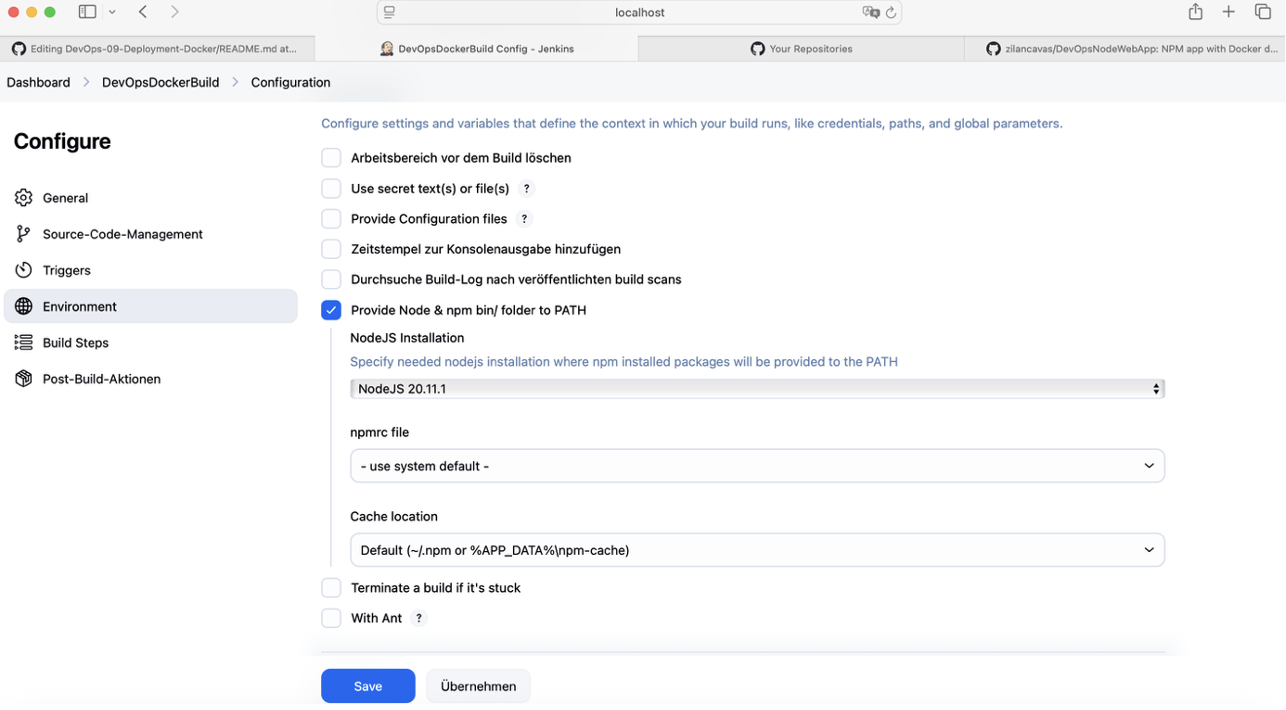 localhost
Editing DevOps-09-Deployment-Docker/README.md at...
DevOpsDockerBuild Config - Jenkins
Your Repositories
zilancavas/DevOpsNodeWebApp: NPM app with Docker d...
Dashboard > DevOpsDockerBuild > Configuration
Configure
General
Source-Code-Management
Triggers
Environment
Build Steps
Post-Build-Aktionen
Configure settings and variables that define the context in which your build runs, like credentials, paths, and global parameters.
Arbeitsbereich vor dem Build löschen
Use secret text(s) or file(s) ?
Provide Configuration files ?
Zeitstempel zur Konsolenausgabe hinzufügen
Durchsuche Build-Log nach veröffentlichten build scans
Provide Node & npm bin/ folder to PATH
NodeJS Installation
Specify needed nodejs installation where npm installed packages will be provided to the PATH
NodeJS 20.11.1
npmrc file
- use system default -
Cache location
Default (~/.npm or %APP_DATA%\npm-cache)
Terminate a build if it's stuck
With Ant ?
Save
Übernehmen